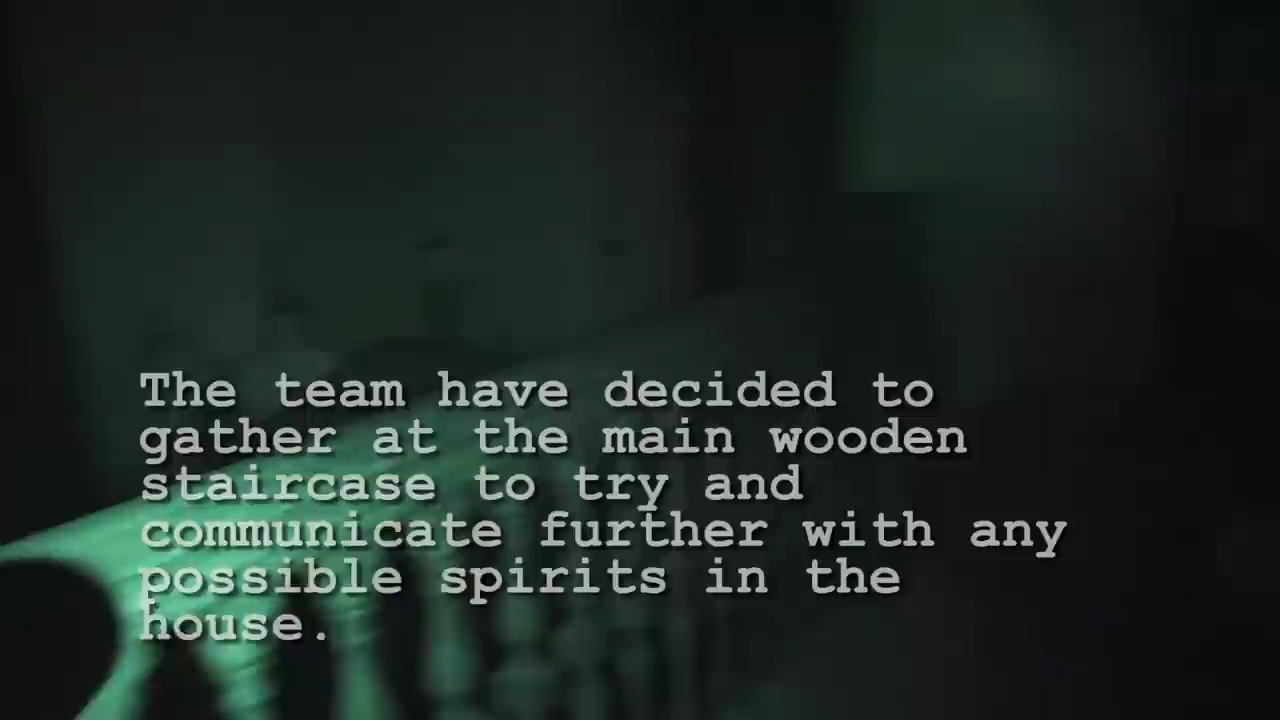 The team have decided to
gather at the main wooden
staircase to try and
communicate further with any
possible spirits in the
house.